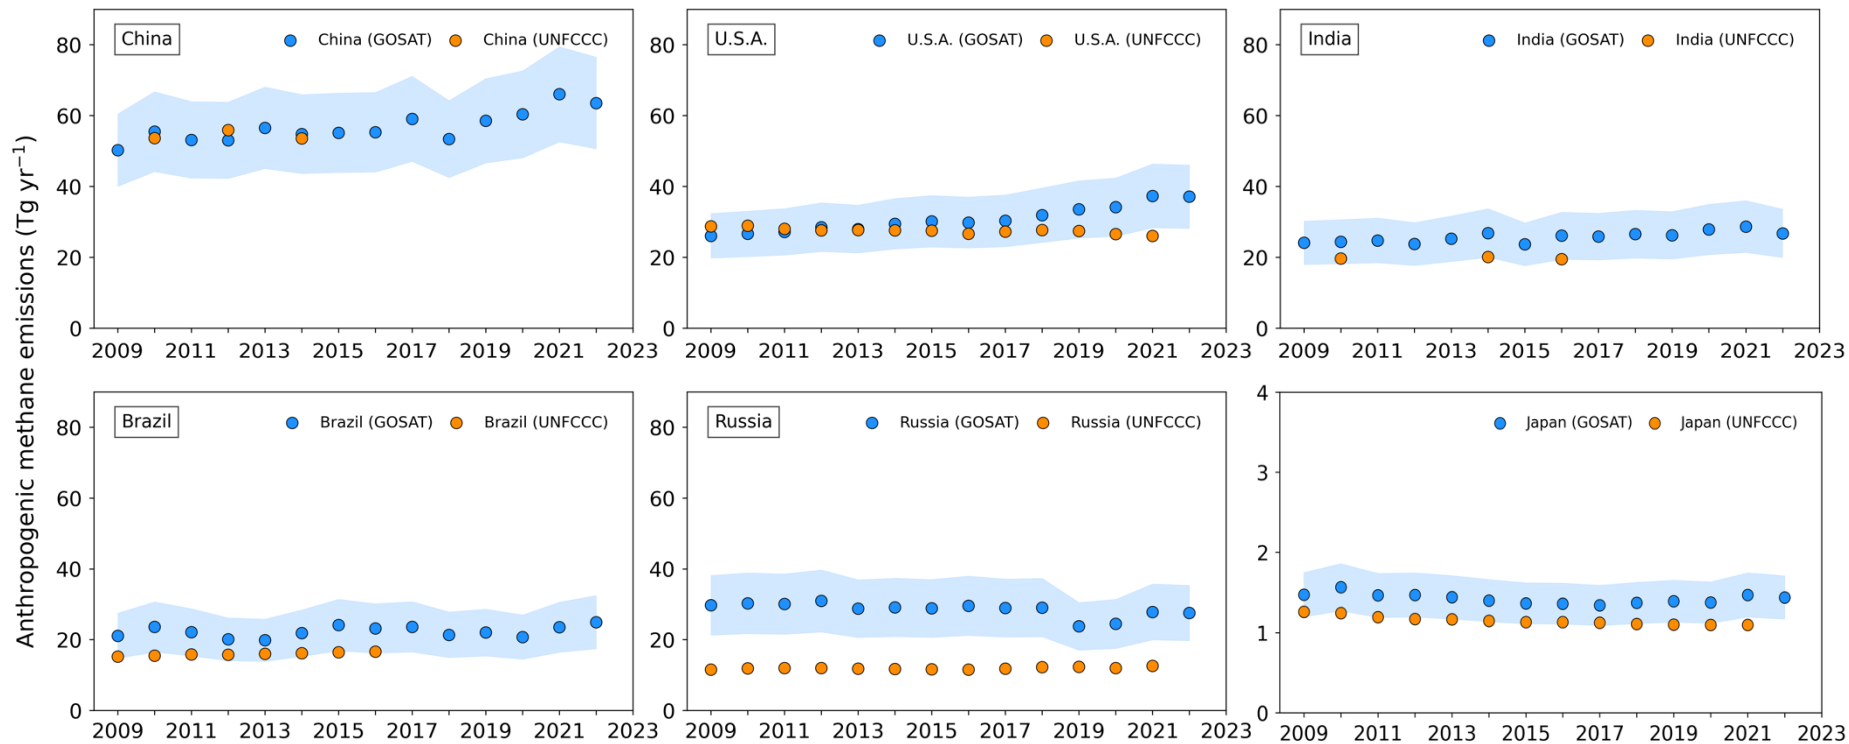 Anthropogenic methane emissions (Tg yr⁻¹)
China
China (GOSAT) China (UNFCCC)
80
60
40
20
0
2009 2011 2013 2015 2017 2019 2021 2023
U.S.A.
U.S.A. (GOSAT) U.S.A. (UNFCCC)
80
60
40
20
0
2009 2011 2013 2015 2017 2019 2021 2023
India
India (GOSAT) India (UNFCCC)
80
60
40
20
0
2009 2011 2013 2015 2017 2019 2021 2023
Brazil
Brazil (GOSAT) Brazil (UNFCCC)
80
60
40
20
0
2009 2011 2013 2015 2017 2019 2021 2023
Russia
Russia (GOSAT) Russia (UNFCCC)
80
60
40
20
0
2009 2011 2013 2015 2017 2019 2021 2023
Japan (GOSAT) Japan (UNFCCC)
4
3
2
1
0
2009 2011 2013 2015 2017 2019 2021 2023